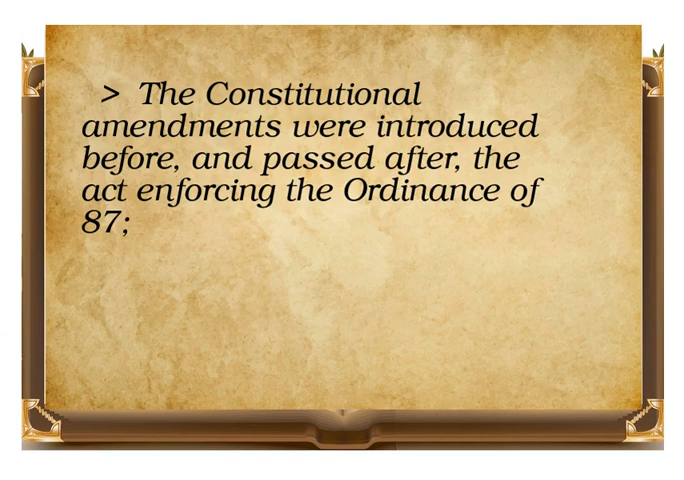 > The Constitutional
amendments were introduced
before, and passed after, the
act enforcing the Ordinance of
87;